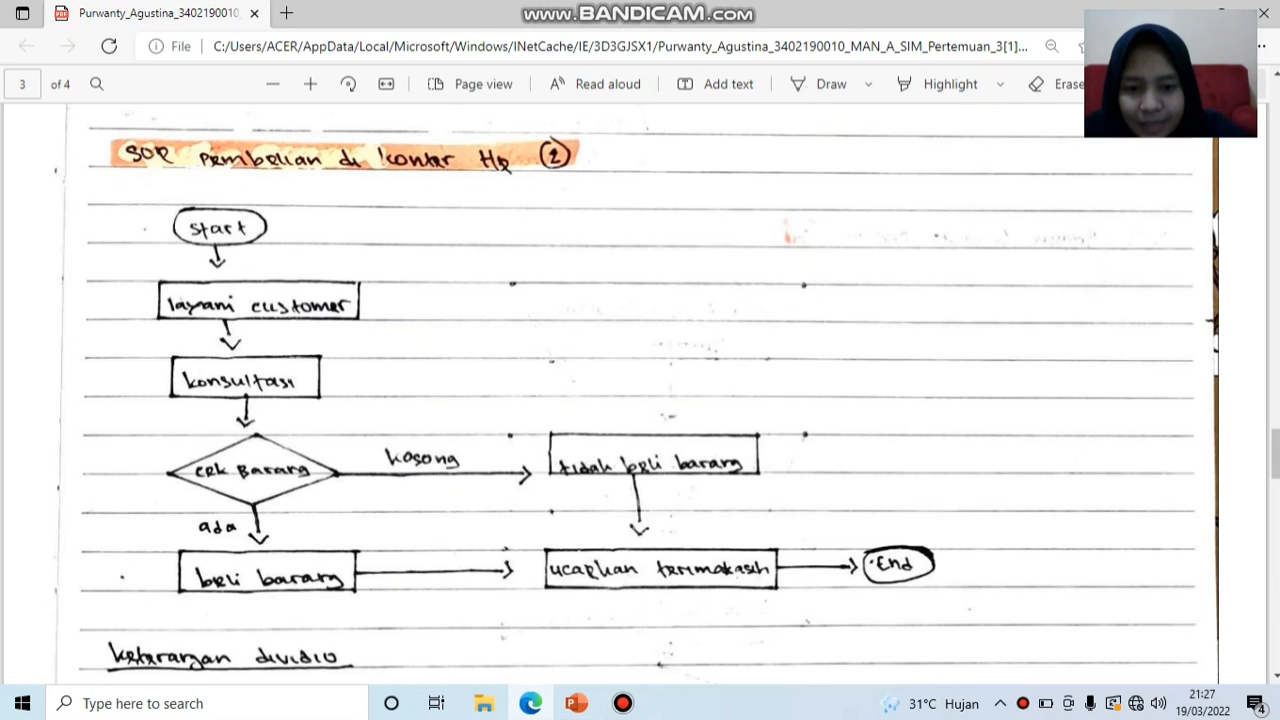 www.BANDICAM.com
Purwanty_Agustina_3402190010_
File
C:/Users/ACER/AppData/Local/Microsoft/Windows/INetCache/IE/3D3GJSX1/Purwanty_Agustina_3402190010_MAN_A_SIM_Pertemuan_3[1]...
3 of 4
Page view
Read aloud
Add text
Draw
Highlight
Erase
SOP pembelian di konter HP (2)
start
layani customer
konsultasi
cek Barang
kosong
tidak beli barang
ada
beli barang
ucapkan terimakasih
End
keterangan divideo
Type here to search
31°C Hujan
21:27
19/03/2022
4